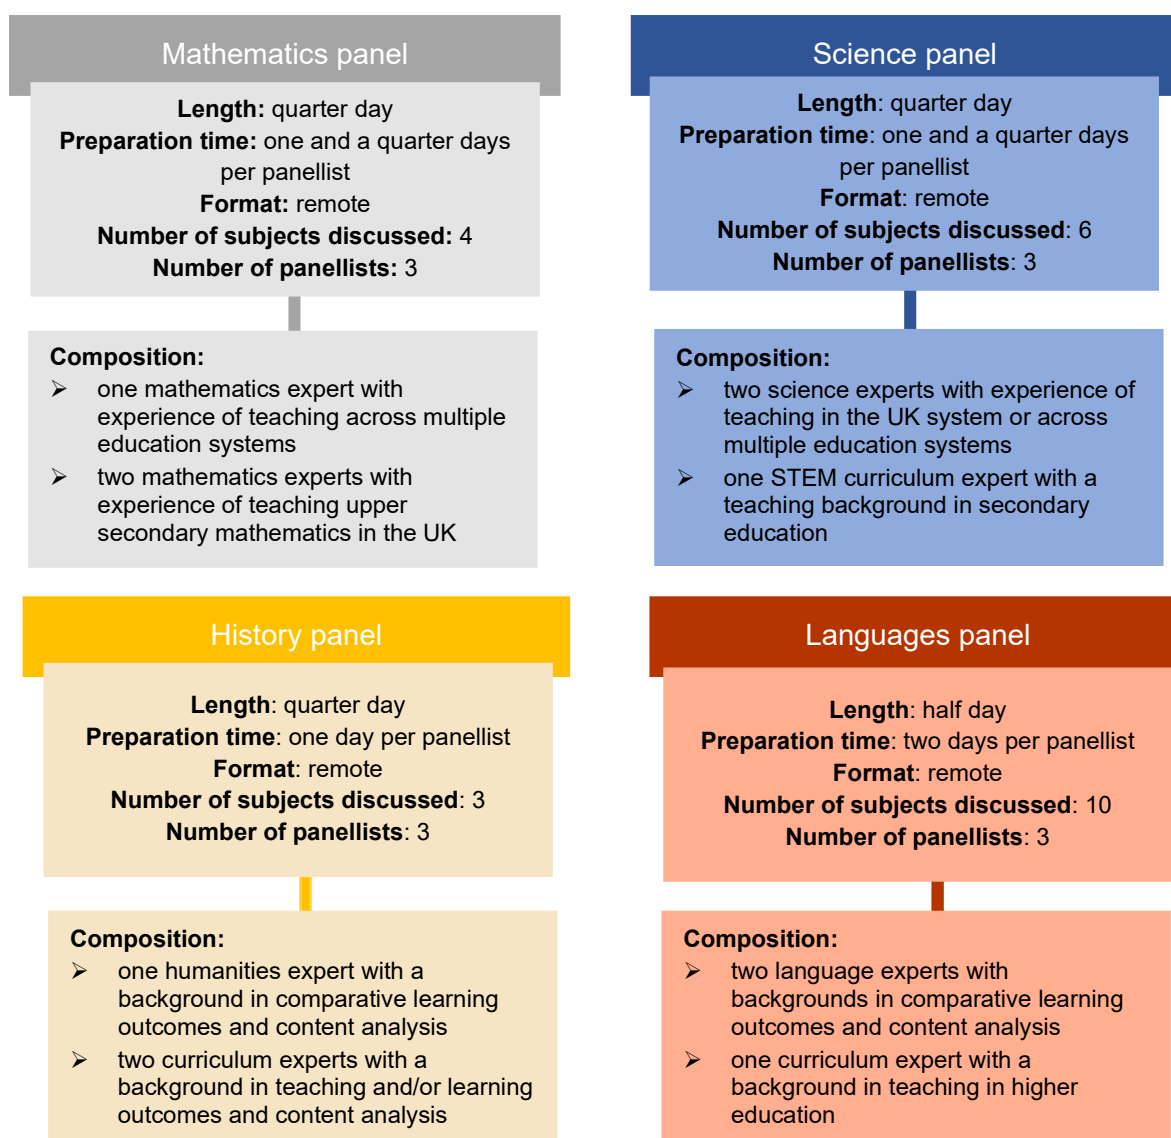 Mathematics panel
Length: quarter day
Preparation time: one and a quarter days
per panellist
Format: remote
Number of subjects discussed: 4
Number of panellists: 3
Composition:
➢ one mathematics expert with
experience of teaching across multiple
education systems
➢ two mathematics experts with
experience of teaching upper
secondary mathematics in the UK
Science panel
Length: quarter day
Preparation time: one and a quarter days
per panellist
Format: remote
Number of subjects discussed: 6
Number of panellists: 3
Composition:
➢ two science experts with experience of
teaching in the UK system or across
multiple education systems
➢ one STEM curriculum expert with a
teaching background in secondary
education
History panel
Length: quarter day
Preparation time: one day per panellist
Format: remote
Number of subjects discussed: 3
Number of panellists: 3
Composition:
➢ one humanities expert with a
background in comparative learning
outcomes and content analysis
➢ two curriculum experts with a
background in teaching and/or learning
outcomes and content analysis
Languages panel
Length: half day
Preparation time: two days per panellist
Format: remote
Number of subjects discussed: 10
Number of panellists: 3
Composition:
➢ two language experts with
backgrounds in comparative learning
outcomes and content analysis
➢ one curriculum expert with a
background in teaching in higher
education